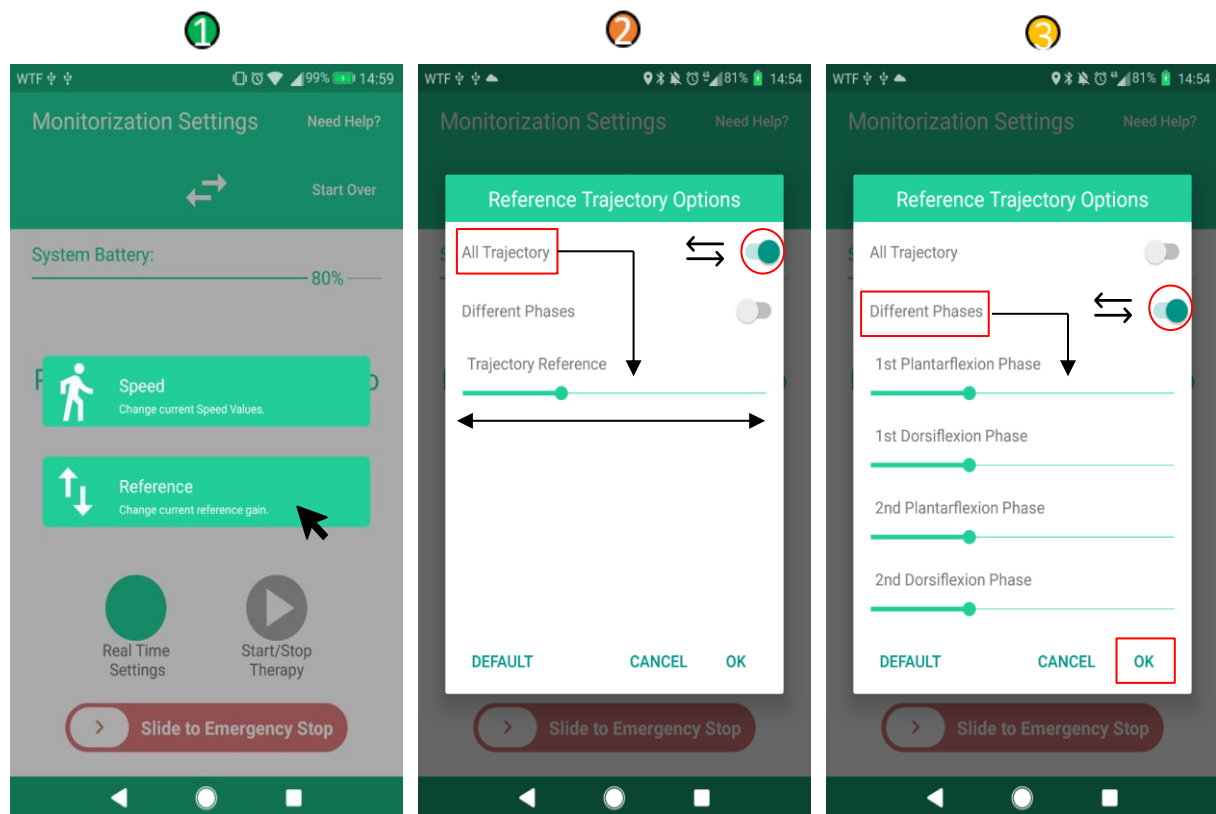 1
WTF 99% 14:59
Monitorization Settings Need Help?
Start Over
System Battery:
80%
Speed
Change current Speed Values.
Reference
Change current reference gain.
Real Time
Settings
Start/Stop
Therapy
> Slide to Emergency Stop
2
WTF 81% 14:54
Monitorization Settings Need Help?
Reference Trajectory Options
All Trajectory
Different Phases
Trajectory Reference
DEFAULT CANCEL OK
> Slide to Emergency Stop
3
WTF 81% 14:54
Monitorization Settings Need Help?
Reference Trajectory Options
All Trajectory
Different Phases
1st Plantarflexion Phase
1st Dorsiflexion Phase
2nd Plantarflexion Phase
2nd Dorsiflexion Phase
DEFAULT CANCEL OK
> Slide to Emergency Stop